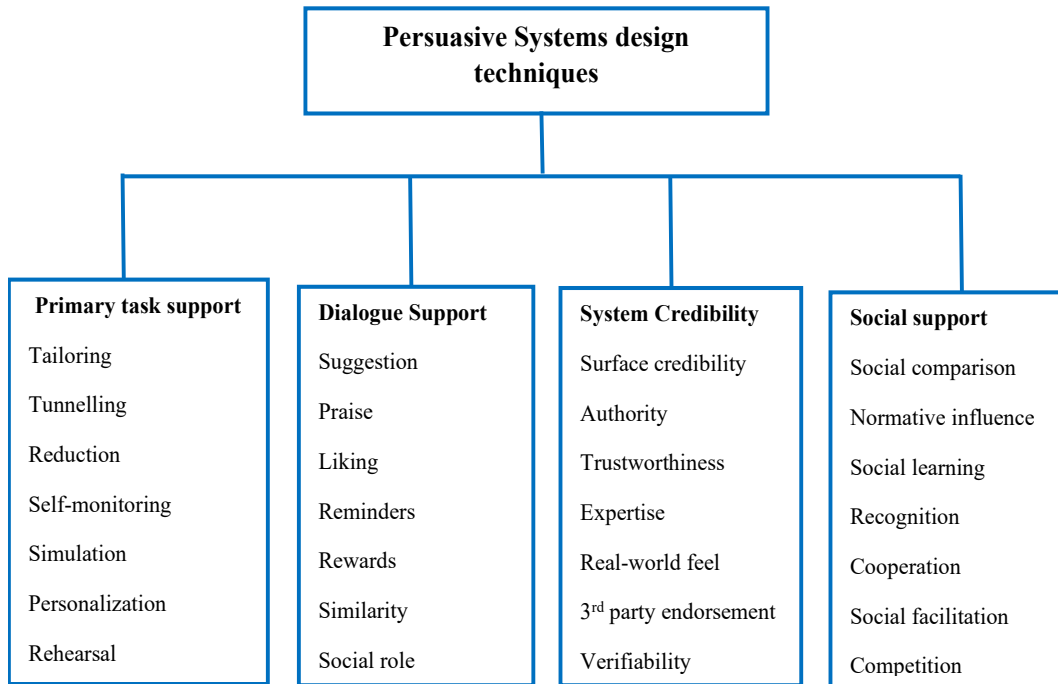 Persuasive Systems design
techniques
Primary task support
Tailoring
Tunnelling
Reduction
Self-monitoring
Simulation
Personalization
Rehearsal
Dialogue Support
Suggestion
Praise
Liking
Reminders
Rewards
Similarity
Social role
System Credibility
Surface credibility
Authority
Trustworthiness
Expertise
Real-world feel
3rd party endorsement
Verifiability
Social support
Social comparison
Normative influence
Social learning
Recognition
Cooperation
Social facilitation
Competition